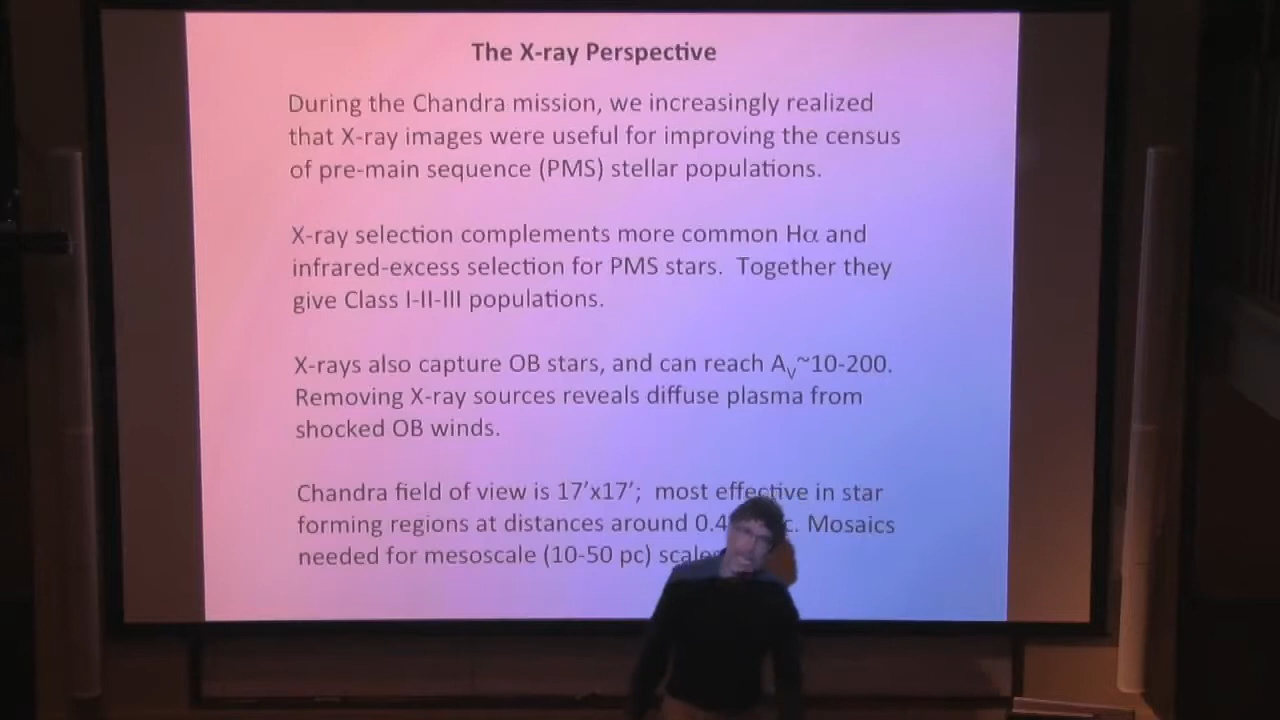 The X-ray Perspective
During the Chandra mission, we increasingly realized
that X-ray images were useful for improving the census
of pre-main sequence (PMS) stellar populations.
X-ray selection complements more common Hα and
infrared-excess selection for PMS stars.  Together they
give Class I-II-III populations.
X-rays also capture OB stars, and can reach Av~10-200.
Removing X-ray sources reveals diffuse plasma from
shocked OB winds.
Chandra field of view is 17’x17’;  most effective in star
forming regions at distances around Mosaics
needed for mesoscale (10-50 pc)